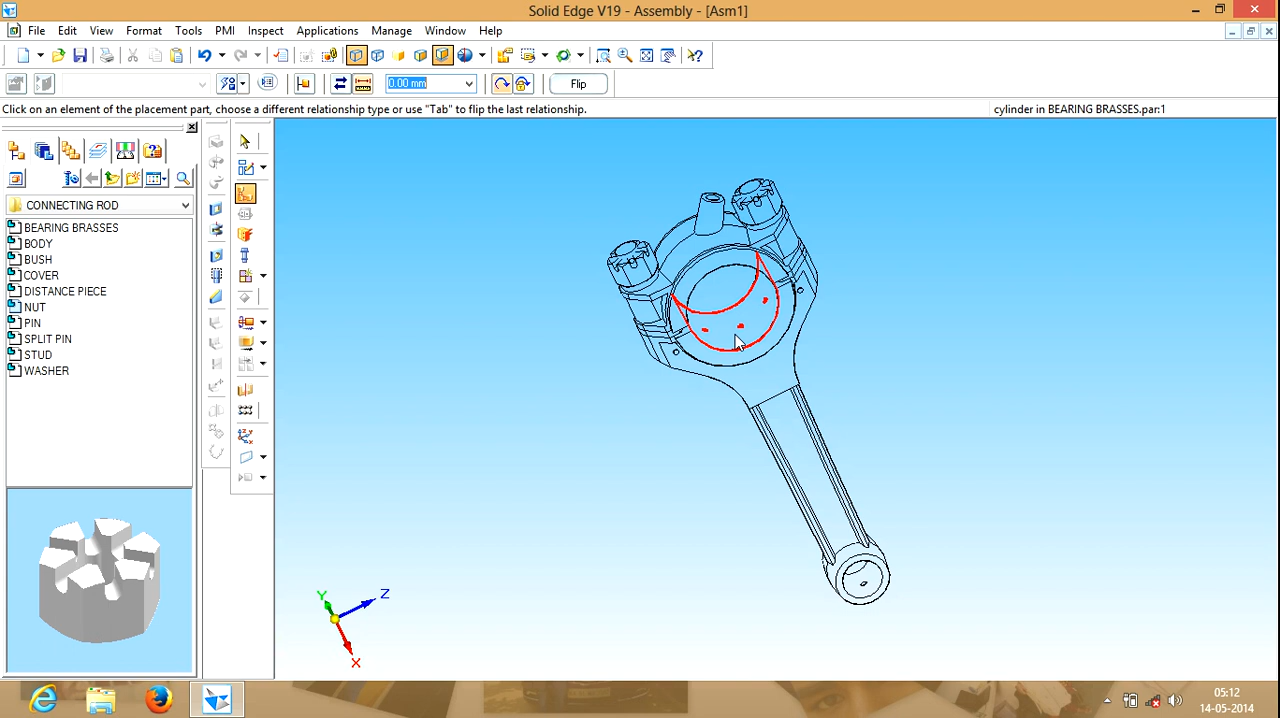 Solid Edge V19 - Assembly - [Asm1]
File Edit View Format Tools PMI Inspect Applications Manage Window Help
0.00 mm Flip
Click on an element of the placement part, choose a different relationship type or use "Tab" to flip the last relationship.
cylinder in BEARING BRASSES.par:1
CONNECTING ROD
BEARING BRASSES
BODY
BUSH
COVER
DISTANCE PIECE
NUT
PIN
SPLIT PIN
STUD
WASHER
Y
Z
X
05:12
14-05-2014